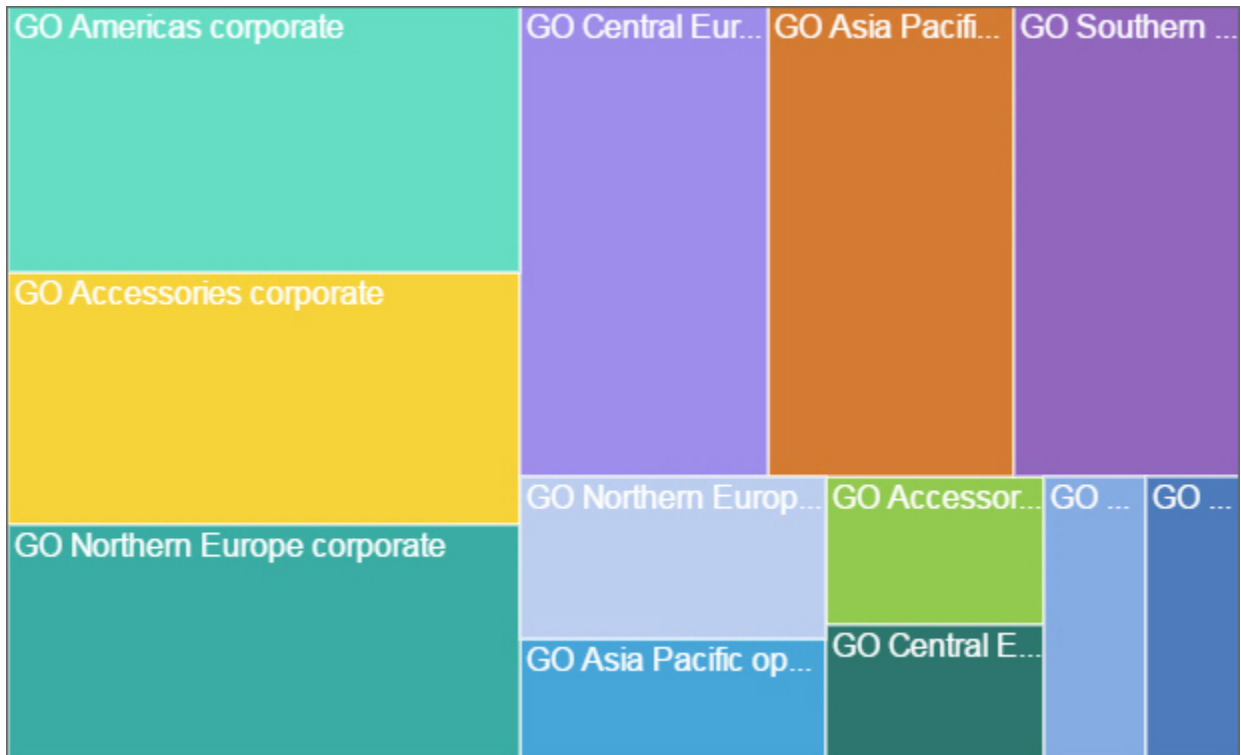 GO Americas corporate
GO Central Eur...
GO Asia Pacifi...
GO Southern ...
GO Accessories corporate
GO Northern Europe corporate
GO Northern Europ...
GO Accessor...
GO ...
GO ...
GO Asia Pacific op...
GO Central E...